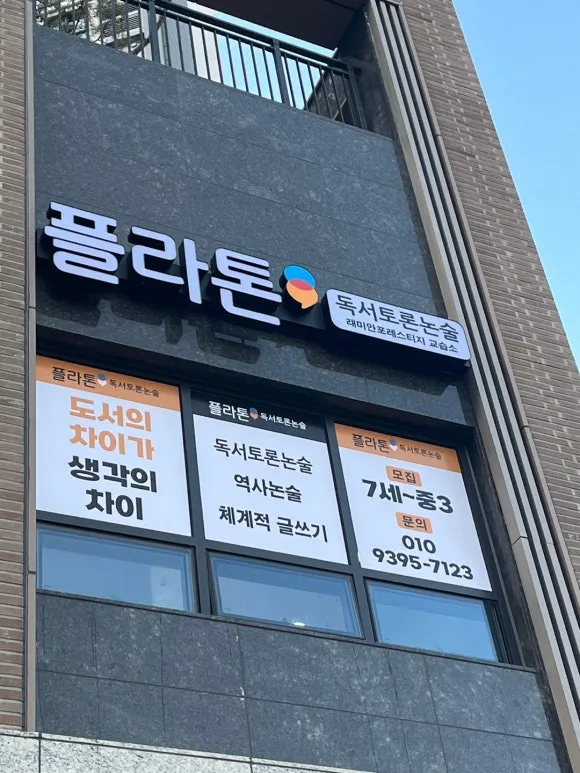 플라톤 독서토론논술
래미안포레스티지 교습소
플라톤 독서토론논술
도서의
차이가
생각의
차이
플라톤 독서토론논술
독서토론논술
역사논술
체계적 글쓰기
플라톤 독서토론논술
모집
7세~중3
문의
010
9395-7123